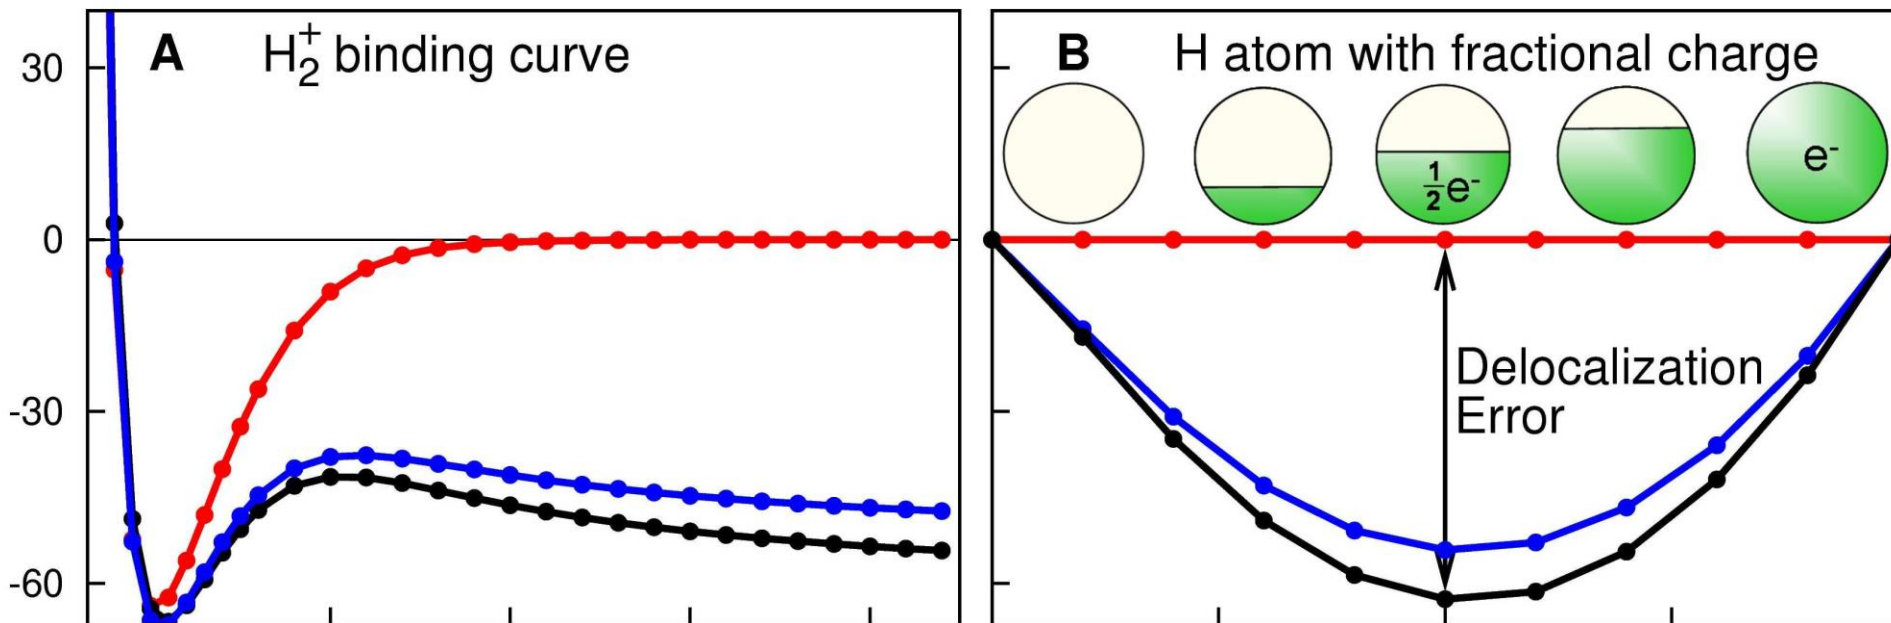 A H₂⁺ binding curve
30
0
-30
-60
B H atom with fractional charge
½e⁻
e⁻
Delocalization
Error